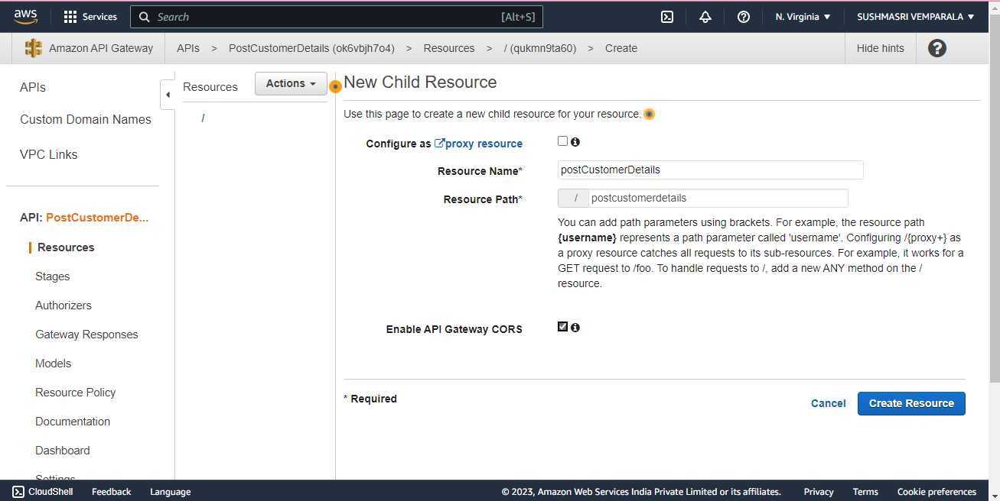 aws Services Search [Alt+S] N. Virginia SUSHMASRI VEMPARALA
Amazon API Gateway APIs > PostCustomerDetails (ok6vbjh7o4) > Resources > / (qukmn9ta60) > Create Hide hints ?
APIs
Custom Domain Names
VPC Links
API: PostCustomerDe...
Resources
Stages
Authorizers
Gateway Responses
Models
Resource Policy
Documentation
Dashboard
Settings
Resources Actions
/
New Child Resource
Use this page to create a new child resource for your resource.
Configure as proxy resource
Resource Name* postCustomerDetails
Resource Path* / postcustomerdetails
You can add path parameters using brackets. For example, the resource path
{username} represents a path parameter called 'username'. Configuring /{proxy+} as
a proxy resource catches all requests to its sub-resources. For example, it works for a
GET request to /foo. To handle requests to /, add a new ANY method on the /
resource.
Enable API Gateway CORS
* Required Cancel Create Resource
CloudShell Feedback Language © 2023, Amazon Web Services India Private Limited or its affiliates. Privacy Terms Cookie preferences